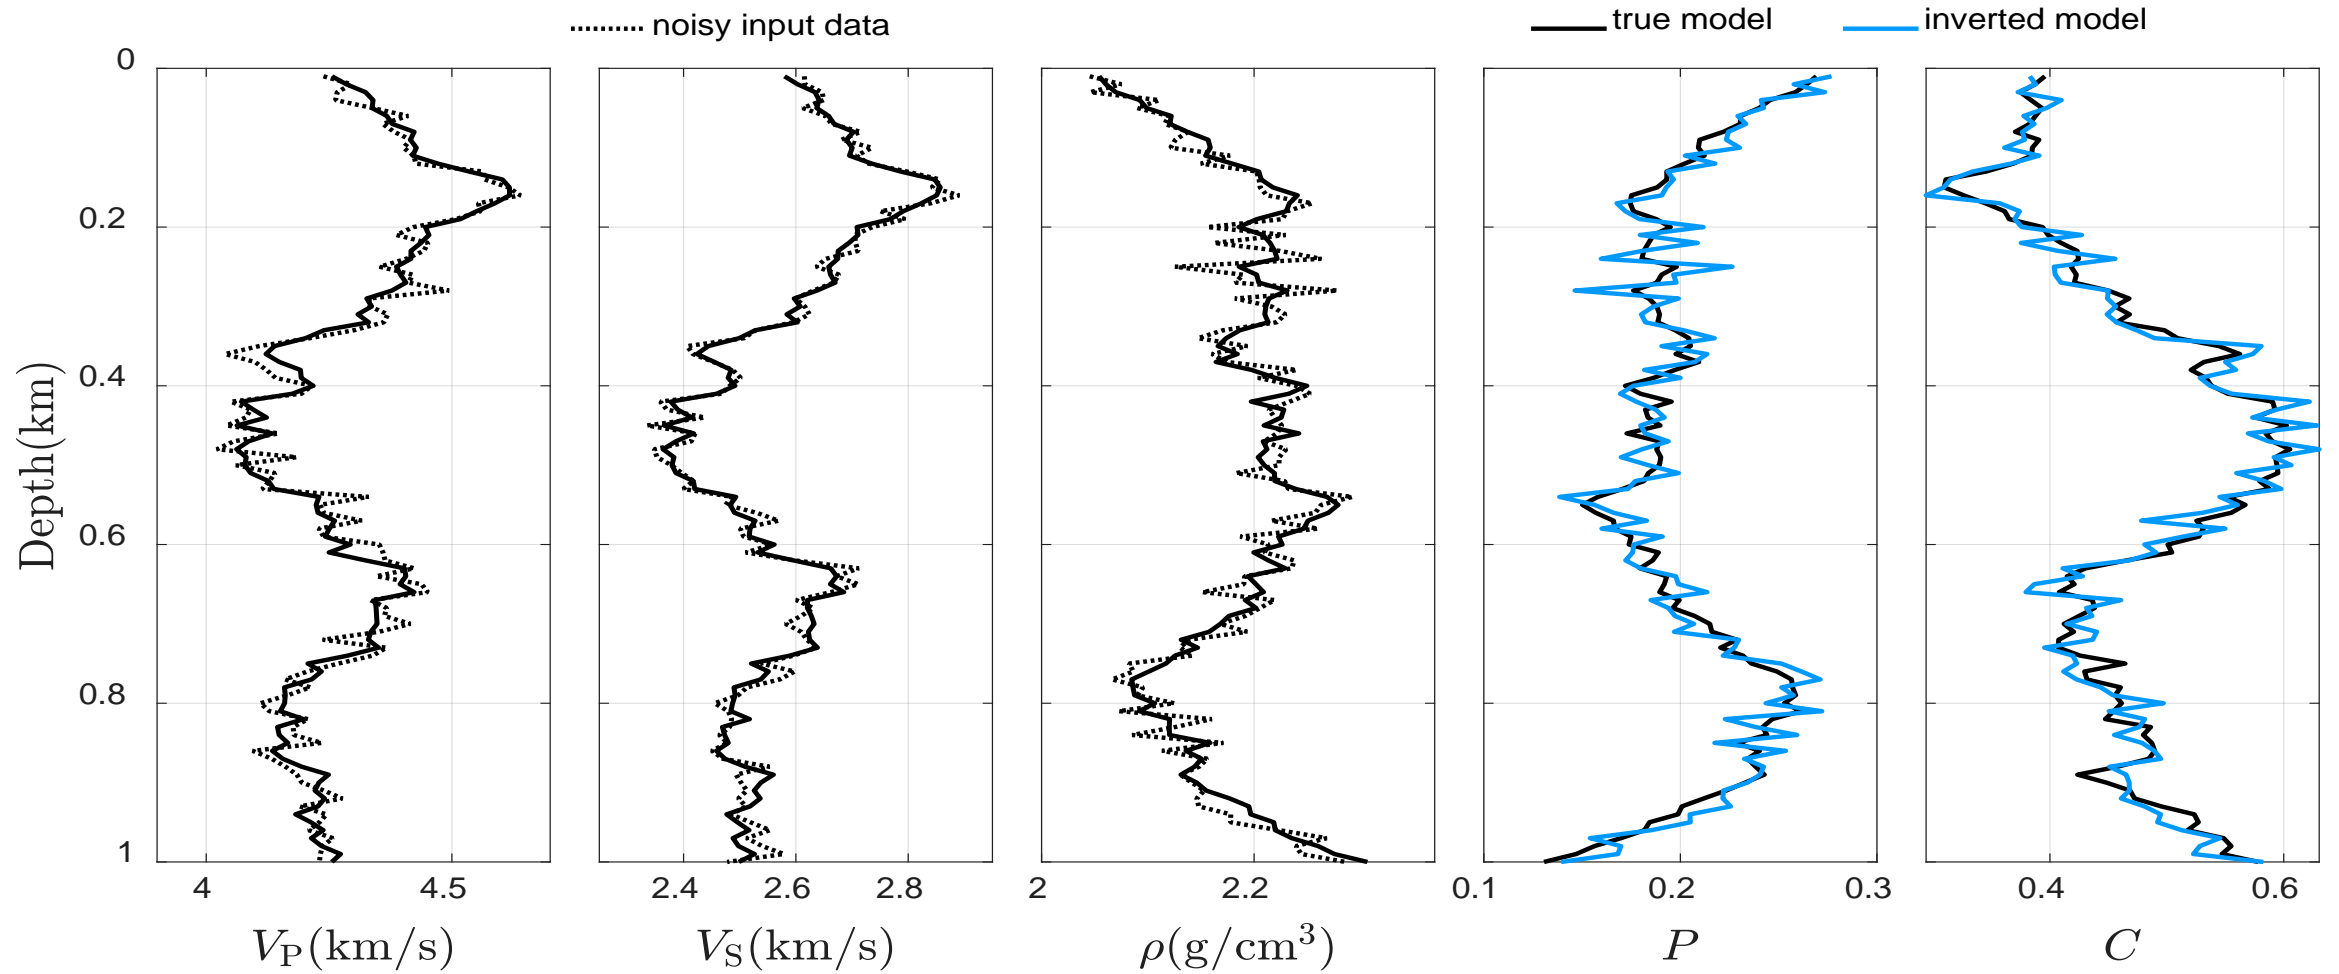 noisy input data
true model
inverted model
0
0.2
0.4
0.6
0.8
1
Depth(km)
4 4.5
2.4 2.6 2.8
2 2.2
0.1 0.2 0.3
0.4 0.6
V_P(km/s)
V_S(km/s)
ρ(g/cm³)
P
C